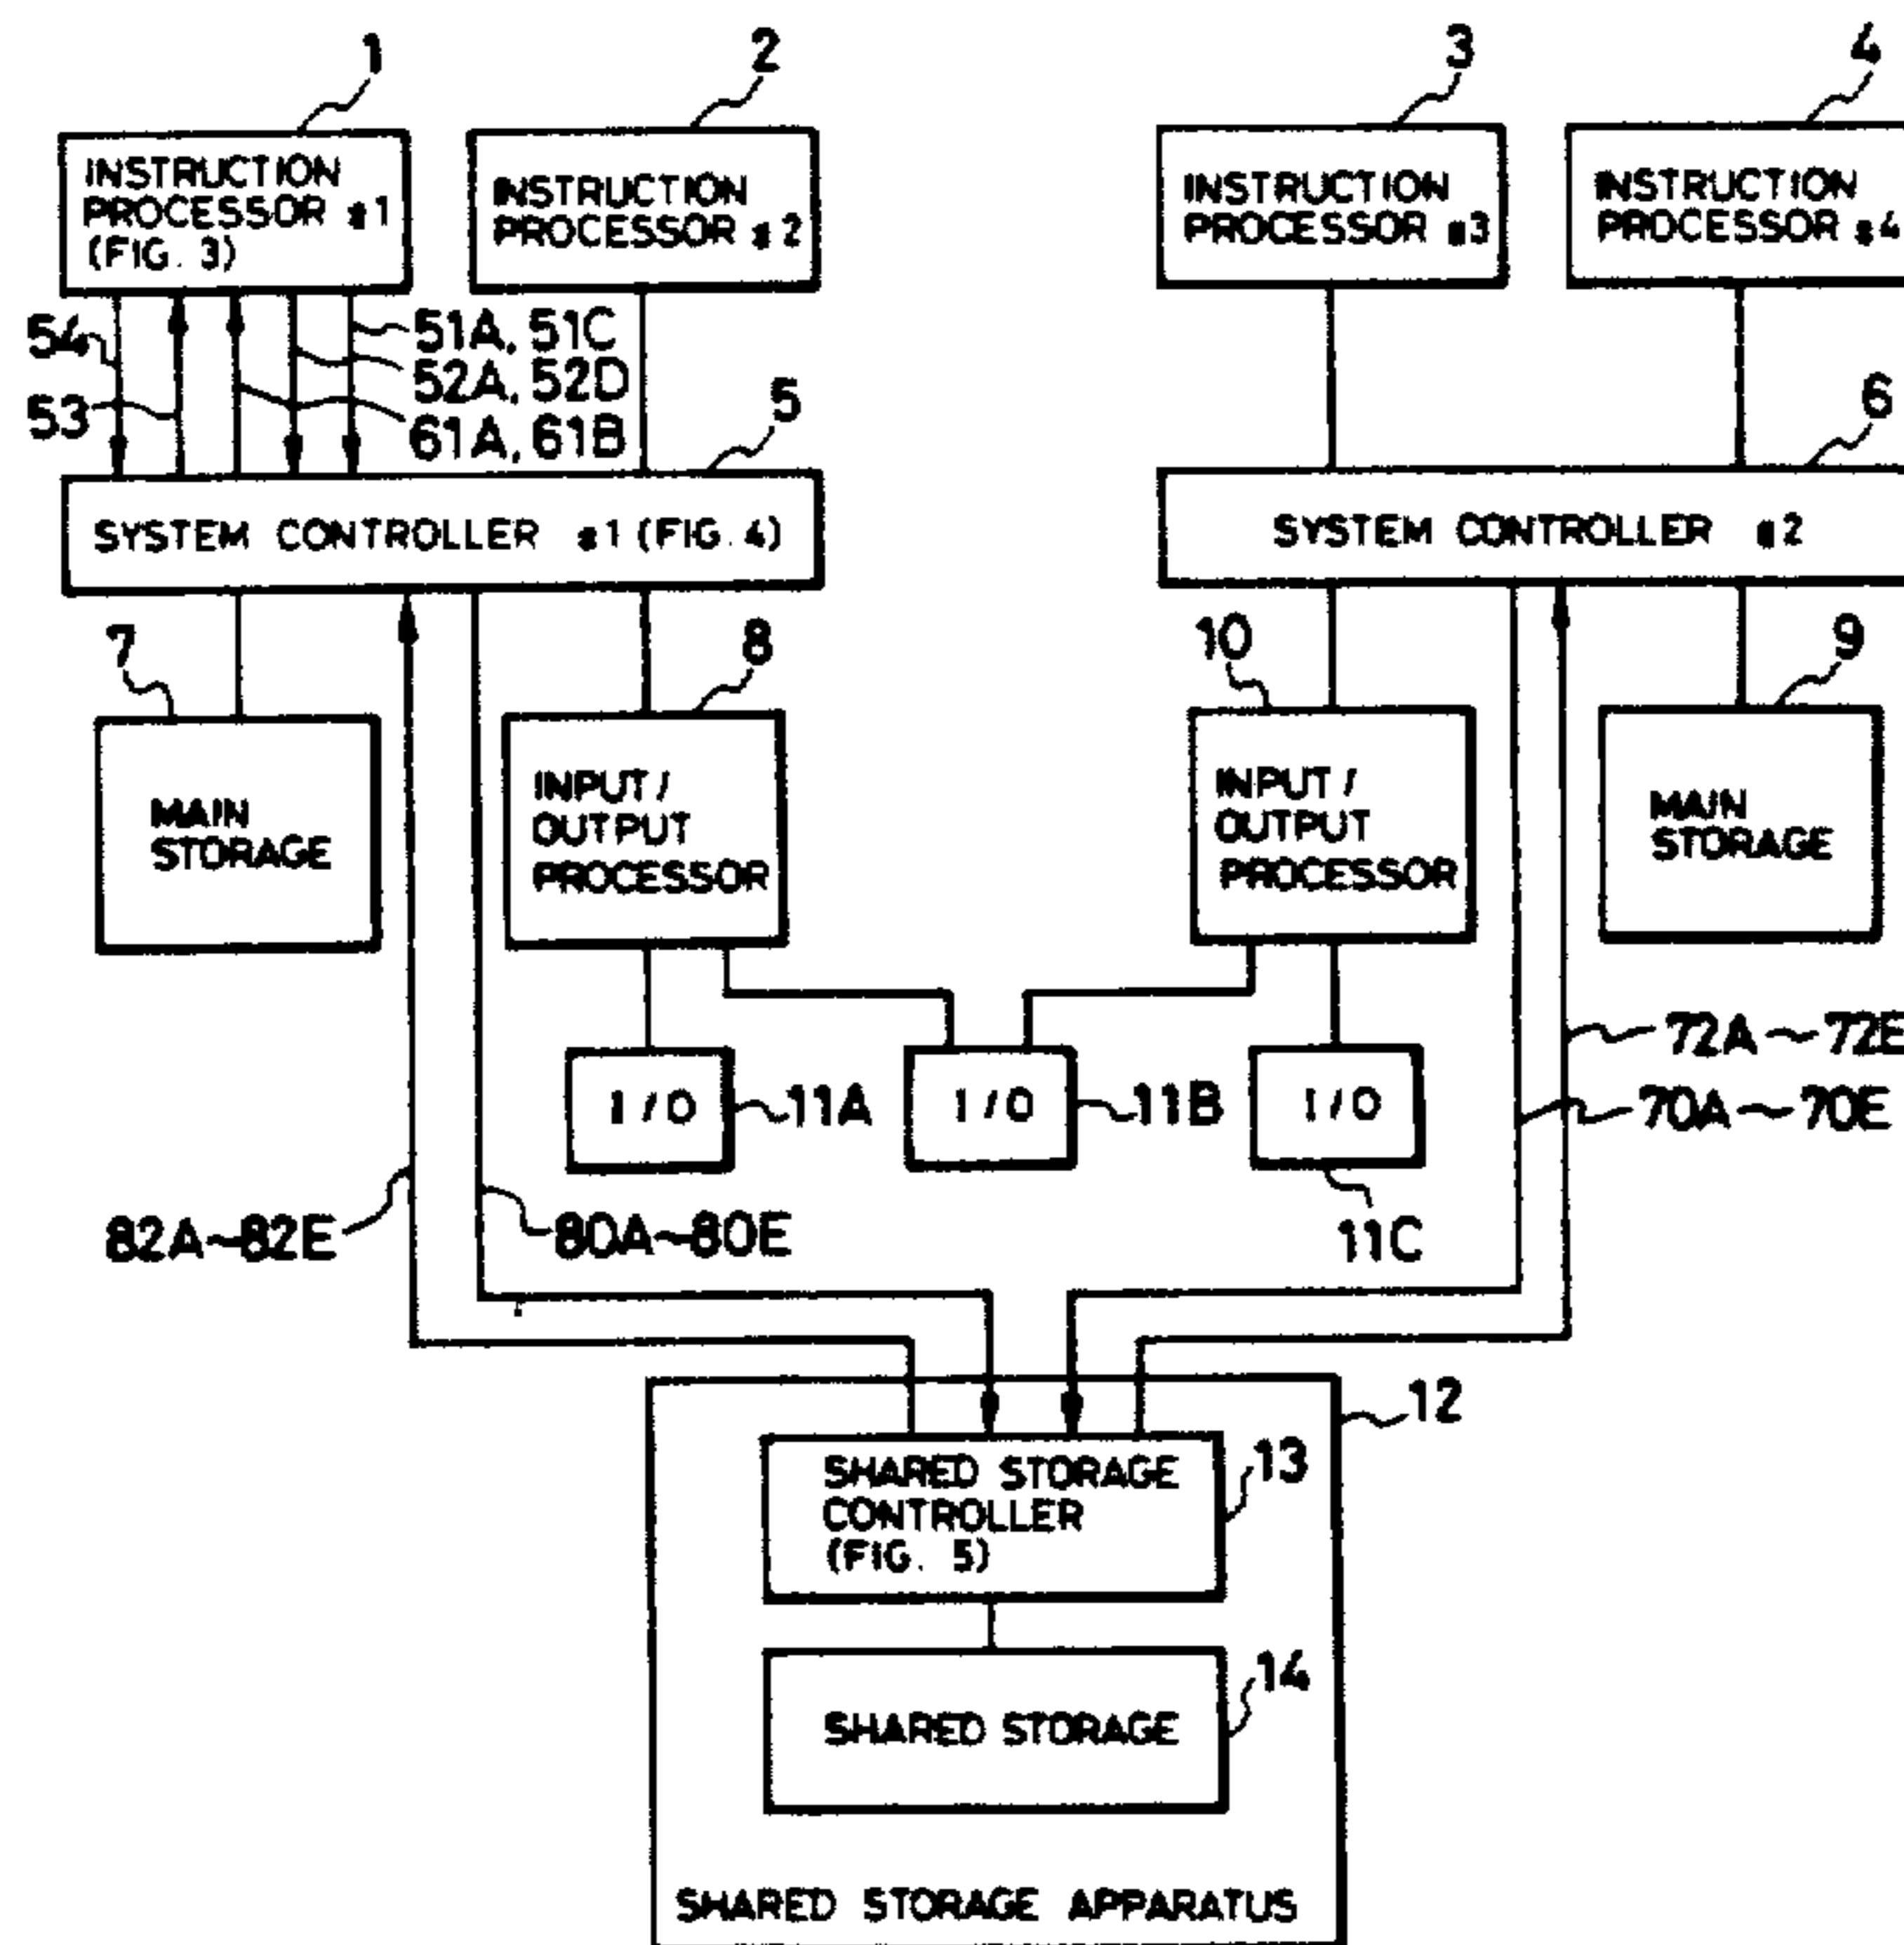 1
2
3
4
INSTRUCTION
PROCESSOR #1
(FIG. 3)
INSTRUCTION
PROCESSOR #2
INSTRUCTION
PROCESSOR #3
INSTRUCTION
PROCESSOR #4
54
53
51A, 51C
52A, 52D
61A, 61B
5
6
SYSTEM CONTROLLER #1 (FIG. 4)
SYSTEM CONTROLLER #2
7
8
10
9
MAIN
STORAGE
INPUT/
OUTPUT
PROCESSOR
INPUT/
OUTPUT
PROCESSOR
MAIN
STORAGE
72A~72E
70A~70E
I/O
11A
I/O
11B
I/O
11C
82A~82E
80A~80E
12
SHARED STORAGE
CONTROLLER
(FIG. 5)
13
SHARED STORAGE
14
SHARED STORAGE APPARATUS